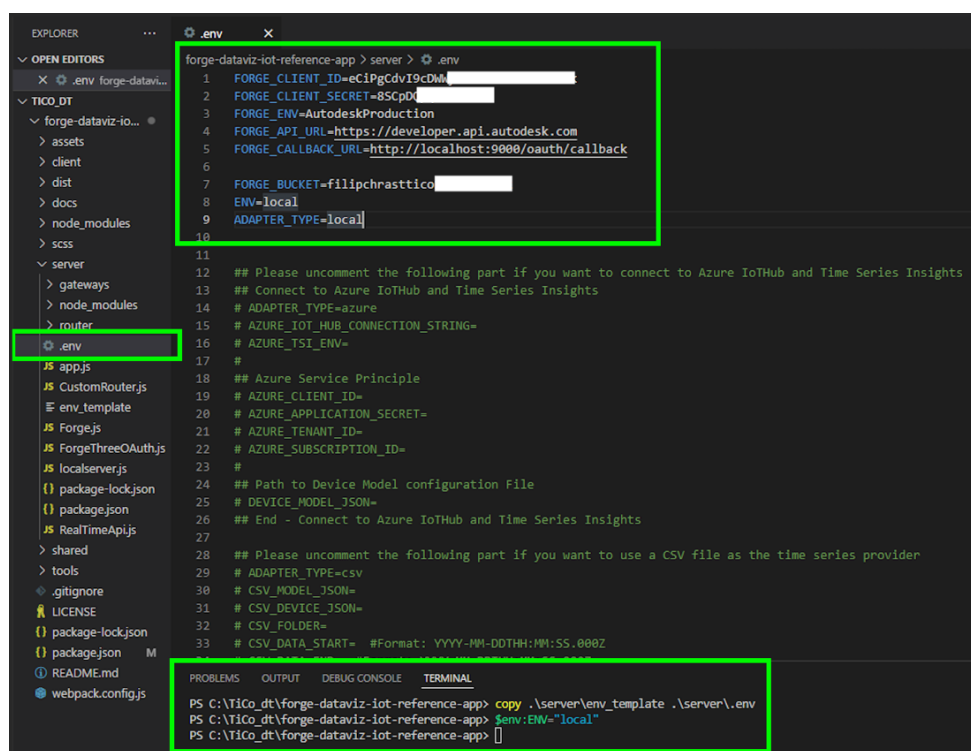 EXPLORER
···
OPEN EDITORS
.env forge-datavi...
TICO_DT
forge-dataviz-io...
assets
client
dist
docs
node_modules
scss
server
gateways
node_modules
router
.env
JS app.js
JS CustomRouter.js
env_template
JS Forge.js
JS ForgeThreeOAuth.js
JS localserver.js
{} package-lock.json
{} package.json
JS RealTimeApi.js
shared
tools
.gitignore
LICENSE
{} package-lock.json
{} package.json M
README.md
webpack.config.js
.env
forge-dataviz-iot-reference-app > server > .env
1 FORGE_CLIENT_ID=eCiPgCdvI9cDW
2 FORGE_CLIENT_SECRET=8SCpD
3 FORGE_ENV=AutodeskProduction
4 FORGE_API_URL=https://developer.api.autodesk.com
5 FORGE_CALLBACK_URL=http://localhost:9000/oauth/callback
6
7 FORGE_BUCKET=filipchrasttico
8 ENV=local
9 ADAPTER_TYPE=local
10
11
12 ## Please uncomment the following part if you want to connect to Azure IoTHub and Time Series Insights
13 ## Connect to Azure IoTHub and Time Series Insights
14 # ADAPTER_TYPE=azure
15 # AZURE_IOT_HUB_CONNECTION_STRING=
16 # AZURE_TSI_ENV=
17 #
18 ## Azure Service Principle
19 # AZURE_CLIENT_ID=
20 # AZURE_APPLICATION_SECRET=
21 # AZURE_TENANT_ID=
22 # AZURE_SUBSCRIPTION_ID=
23 #
24 ## Path to Device Model configuration File
25 # DEVICE_MODEL_JSON=
26 ## End - Connect to Azure IoTHub and Time Series Insights
27
28 ## Please uncomment the following part if you want to use a CSV file as the time series provider
29 # ADAPTER_TYPE=csv
30 # CSV_MODEL_JSON=
31 # CSV_DEVICE_JSON=
32 # CSV_FOLDER=
33 # CSV_DATA_START= #Format: YYYY-MM-DDTHH:MM:SS.000Z
PROBLEMS OUTPUT DEBUG CONSOLE TERMINAL
PS C:\TiCo_dt\forge-dataviz-iot-reference-app> copy .\server\env_template .\server\.env
PS C:\TiCo_dt\forge-dataviz-iot-reference-app> $env:ENV="local"
PS C:\TiCo_dt\forge-dataviz-iot-reference-app>